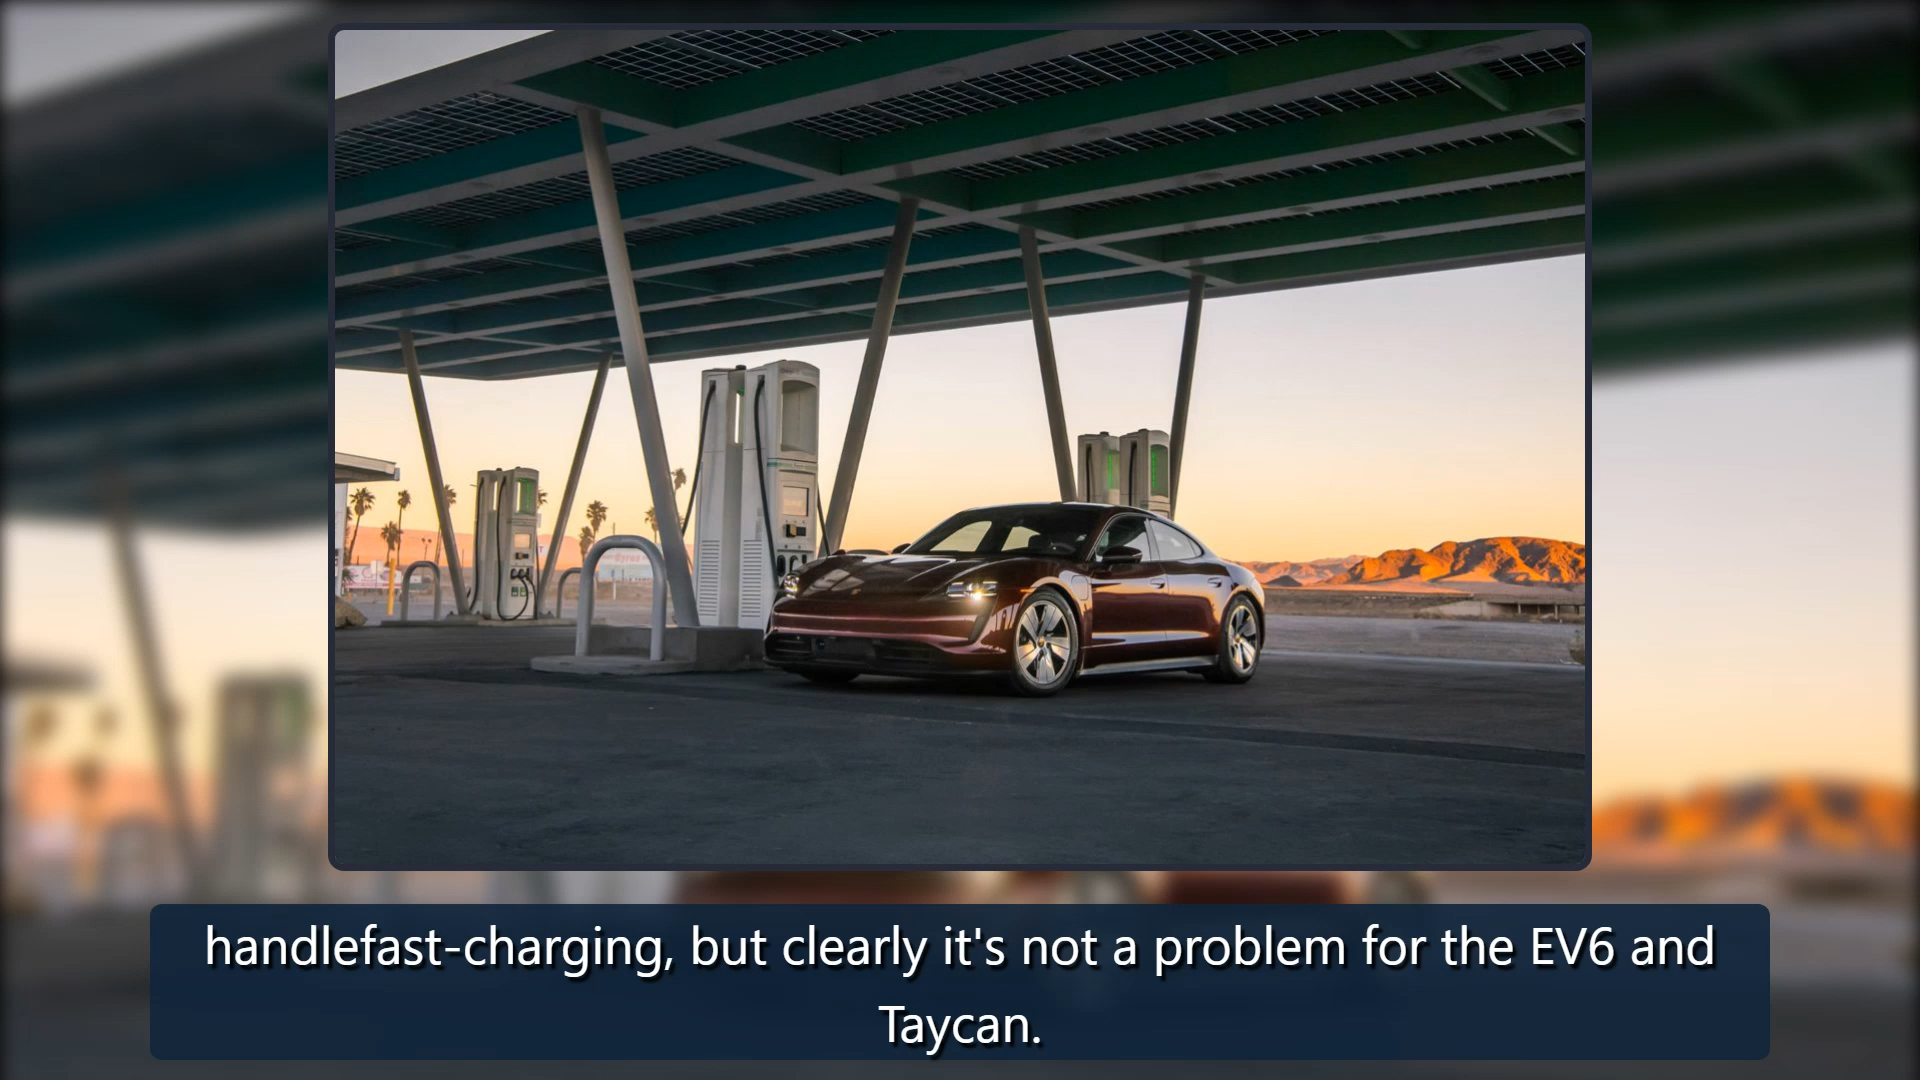 handlefast-charging, but clearly it's not a problem for the EV6 and
Taycan.